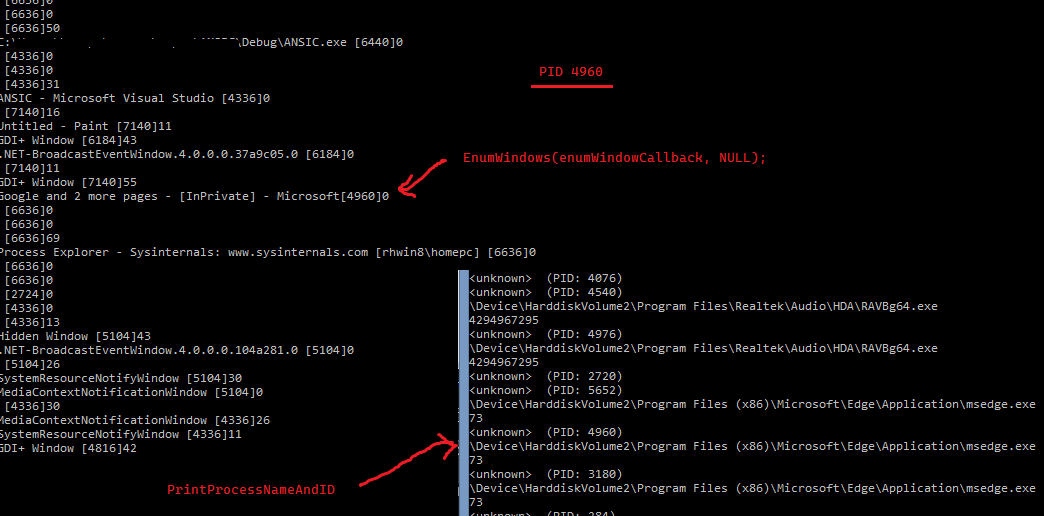 [6636]0
[6636]0
[6636]50
C:\ \Debug\ANSIC.exe [6440]0
[4336]0
[4336]0
[4336]31
ANSIC - Microsoft Visual Studio [4336]0
[7140]16
Untitled - Paint [7140]11
GDI+ Window [6184]43
.NET-BroadcastEventWindow.4.0.0.0.37a9c05.0 [6184]0
[7140]11
GDI+ Window [7140]55
Google and 2 more pages - [InPrivate] - Microsoft[4960]0
[6636]0
[6636]0
[6636]69
Process Explorer - Sysinternals: www.sysinternals.com [rhwin8\homepc] [6636]0
[6636]0
[6636]0
[2724]0
[4336]0
[4336]13
Hidden Window [5104]43
.NET-BroadcastEventWindow.4.0.0.0.104a281.0 [5104]0
[5104]26
SystemResourceNotifyWindow [5104]30
MediaContextNotificationWindow [5104]0
[4336]30
MediaContextNotificationWindow [4336]26
SystemResourceNotifyWindow [4336]11
GDI+ Window [4816]42
PID 4960
EnumWindows(enumWindowCallback, NULL);
PrintProcessNameAndID
<unknown> (PID: 4076)
<unknown> (PID: 4540)
\Device\HarddiskVolume2\Program Files\Realtek\Audio\HDA\RAVBg64.exe
4294967295
<unknown> (PID: 4976)
\Device\HarddiskVolume2\Program Files\Realtek\Audio\HDA\RAVBg64.exe
4294967295
<unknown> (PID: 2720)
<unknown> (PID: 5652)
\Device\HarddiskVolume2\Program Files (x86)\Microsoft\Edge\Application\msedge.exe
73
<unknown> (PID: 4960)
\Device\HarddiskVolume2\Program Files (x86)\Microsoft\Edge\Application\msedge.exe
73
<unknown> (PID: 3180)
\Device\HarddiskVolume2\Program Files (x86)\Microsoft\Edge\Application\msedge.exe
73
<unknown> (PID: 284)